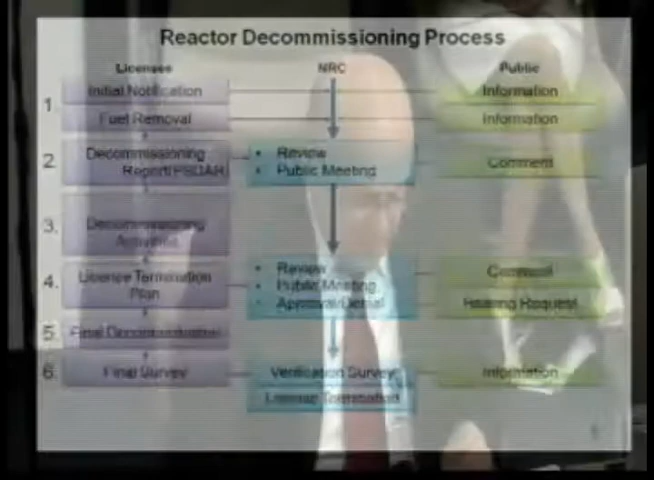 Reactor Decommissioning Process
Licensee
NRC
Public
1.
Initial Notification
Information
Fuel Removal
Information
2.
Decommissioning
Report(PSDAR)
• Review
• Public Meeting
Comment
3.
Decommissioning
Activities
4.
License Termination
Plan
• Review
• Public Meeting
• Approval/Denial
Comment
Hearing Request
5.
Final Decontamination
6.
Final Survey
Verification Survey
Information
License Termination